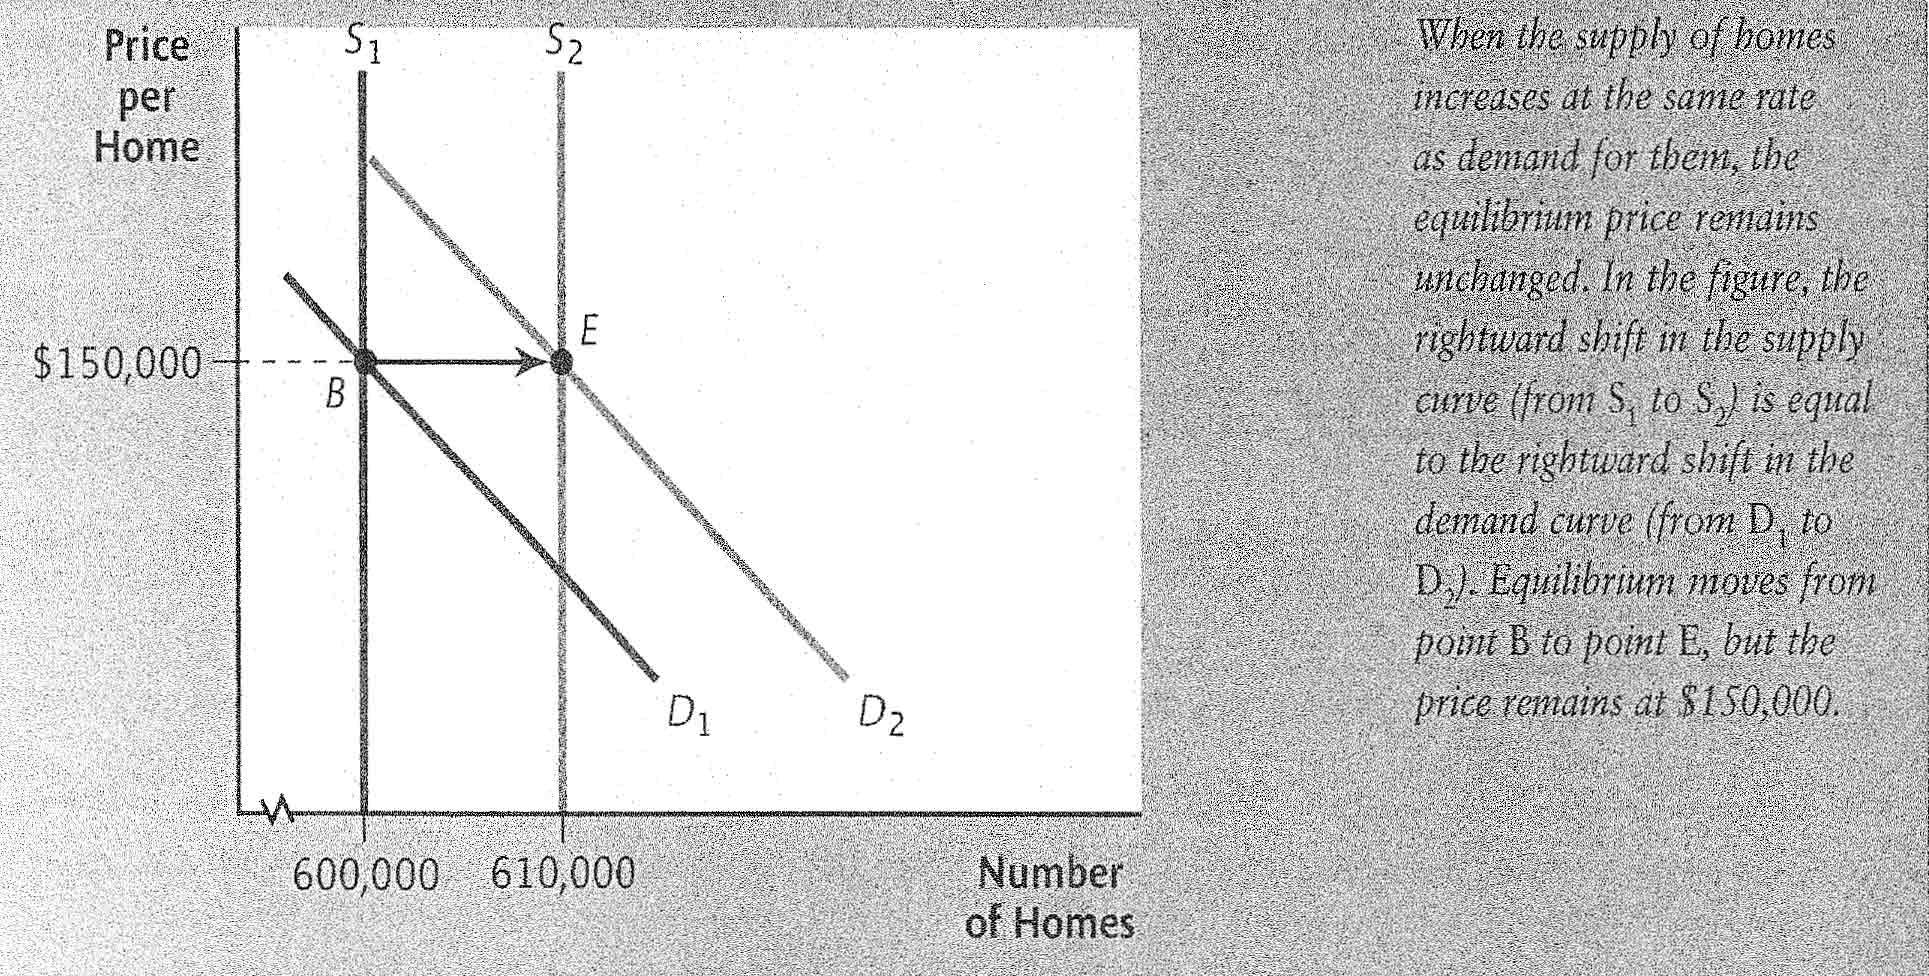 Price
per
Home
S1
S2
E
$150,000
B
D1
D2
600,000
610,000
Number
of Homes
When the supply of homes
increases at the same rate
as demand for them, the
equilibrium price remains
unchanged. In the figure, the
rightward shift in the supply
curve (from S1 to S2) is equal
to the rightward shift in the
demand curve (from D1 to
D2). Equilibrium moves from
point B to point E, but the
price remains at $150,000.